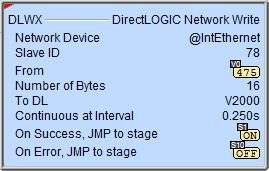 DLWX DirectLOGIC Network Write
Network Device @IntEthernet
Slave ID 78
From V0 475
Number of Bytes 16
To DL V2000
Continuous at Interval 0.250s
On Success, JMP to stage S1 ON
On Error, JMP to stage S10 OFF